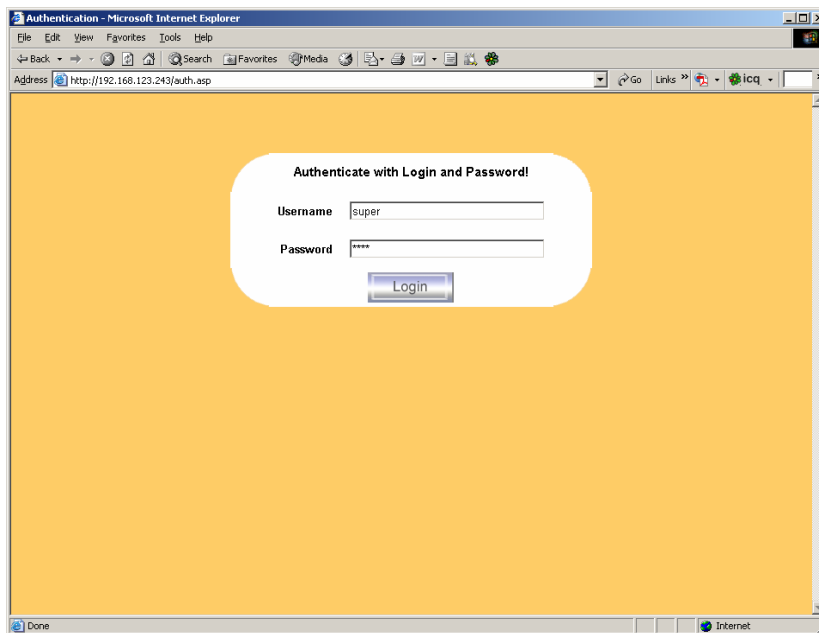 Authentication - Microsoft Internet Explorer
File Edit View Favorites Tools Help
Back Search Favorites Media
Address http://192.168.123.243/auth.asp Go Links » icq
Authenticate with Login and Password!
Username super
Password ****
Login
Done Internet